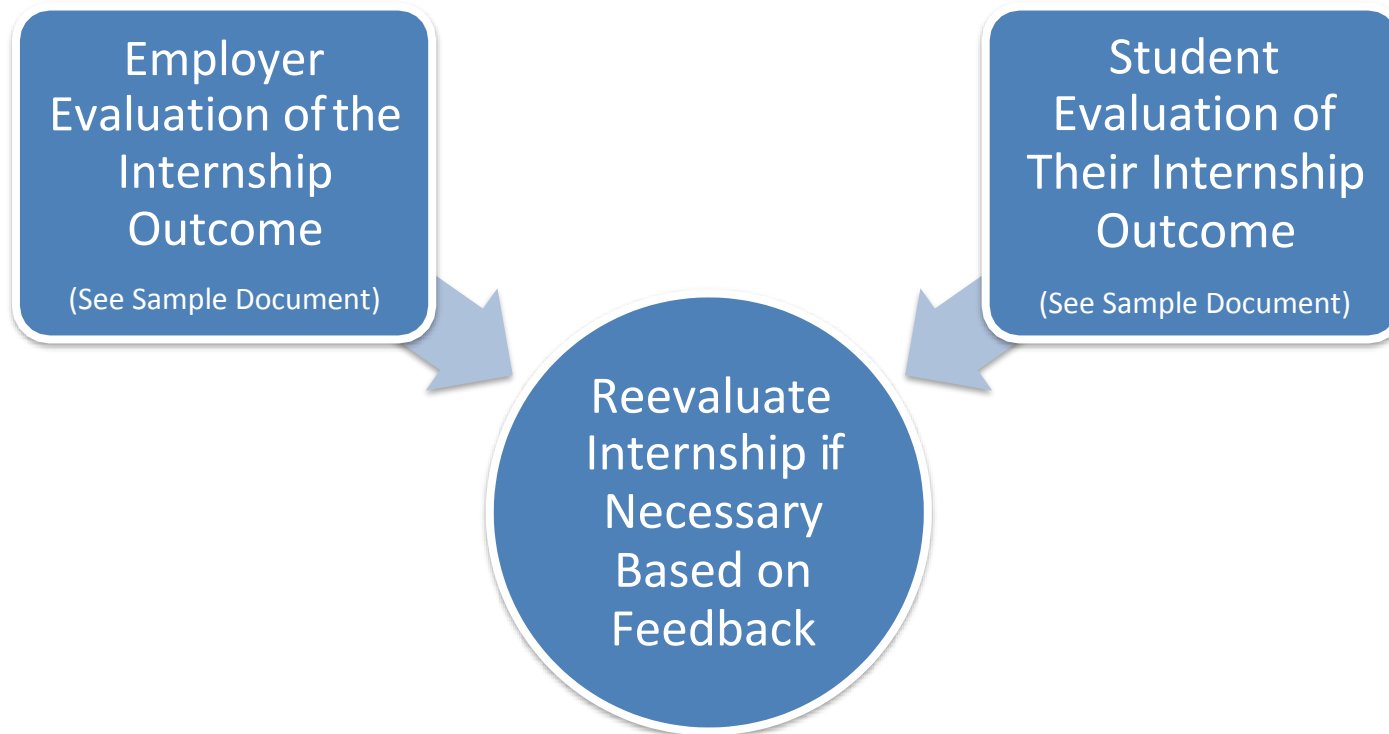 Employer
Evaluation of the
Internship
Outcome
(See Sample Document)
Student
Evaluation of
Their Internship
Outcome
(See Sample Document)
Reevaluate
Internship if
Necessary
Based on
Feedback